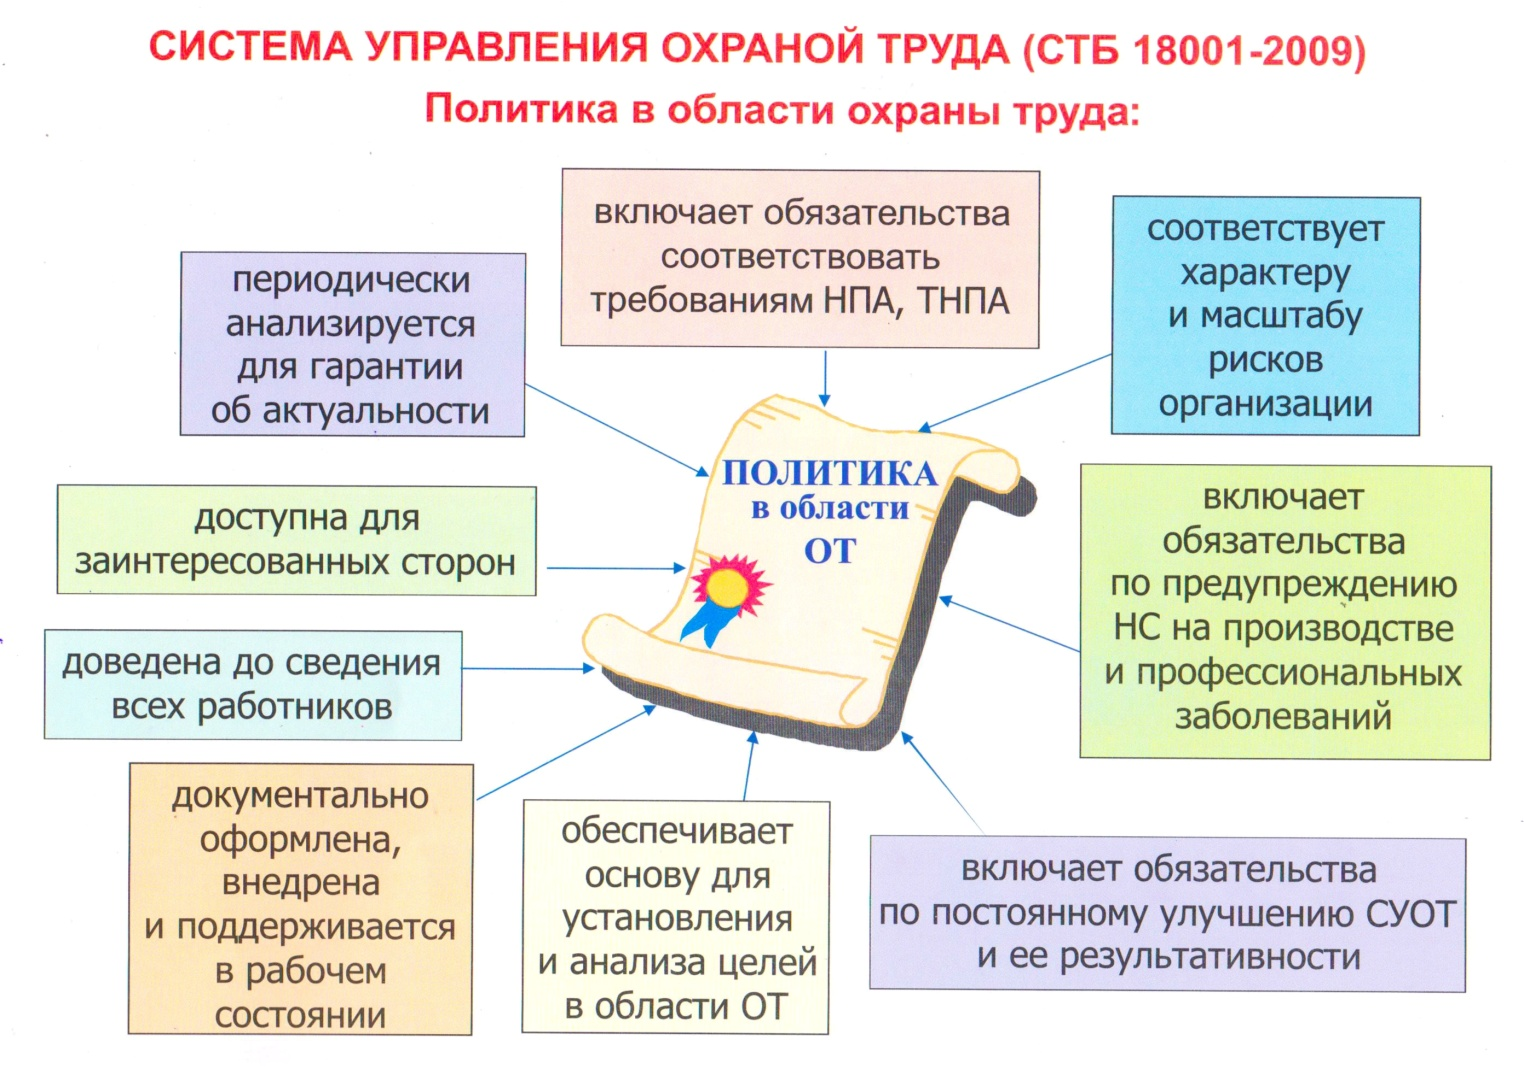 СИСТЕМА УПРАВЛЕНИЯ ОХРАНОЙ ТРУДА (СТБ 18001-2009)
Политика в области охраны труда:
включает обязательства
соответствовать
требованиям НПА, ТНПА
соответствует
характеру
и масштабу
рисков
организации
периодически
анализируется
для гарантии
об актуальности
ПОЛИТИКА
в области
ОТ
включает
обязательства
по предупреждению
НС на производстве
и профессиональных
заболеваний
доступна для
заинтересованных сторон
доведена до сведения
всех работников
документально
оформлена,
внедрена
и поддерживается
в рабочем
состоянии
обеспечивает
основу для
установления
и анализа целей
в области ОТ
включает обязательства
по постоянному улучшению СУОТ
и ее результативности